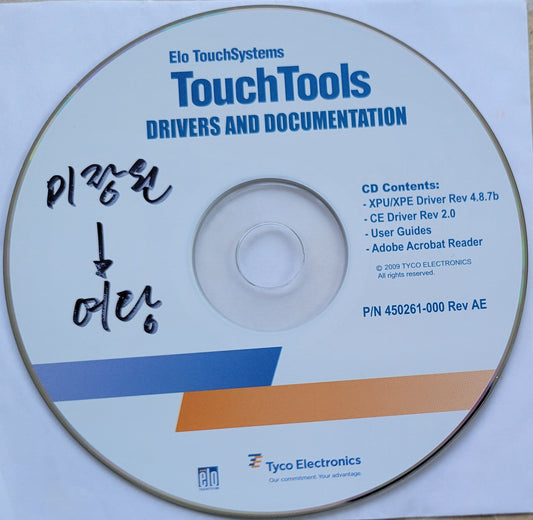 Elo TouchSystems
TouchTools
DRIVERS AND DOCUMENTATION
미장원
어당
CD Contents:
- XPU/XPE Driver Rev 4.8.7b
- CE Driver Rev 2.0
- User Guides
- Adobe Acrobat Reader
© 2009 TYCO ELECTRONICS
All rights reserved.
P/N 450261-000 Rev AE
elo
Tyco Electronics
Our commitment. Your advantage.